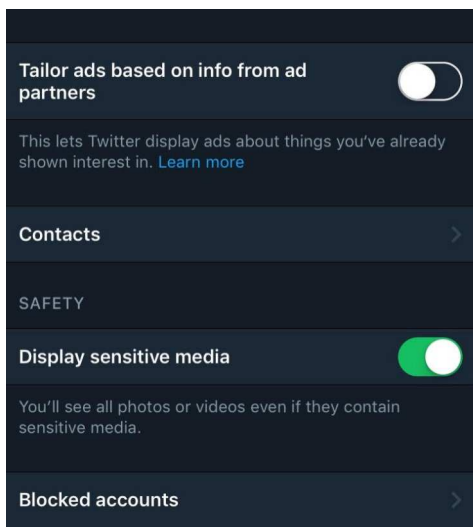 Tailor ads based on info from ad
partners
This lets Twitter display ads about things you’ve already
shown interest in. Learn more
Contacts
SAFETY
Display sensitive media
You’ll see all photos or videos even if they contain
sensitive media.
Blocked accounts